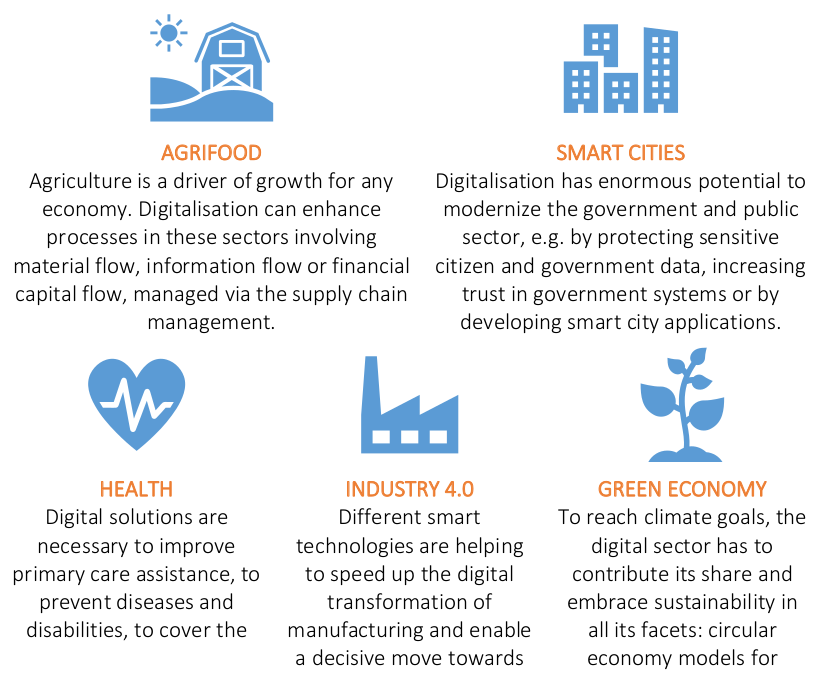 AGRIFOOD
Agriculture is a driver of growth for any
economy. Digitalisation can enhance
processes in these sectors involving
material flow, information flow or financial
capital flow, managed via the supply chain
management.
SMART CITIES
Digitalisation has enormous potential to
modernize the government and public
sector, e.g. by protecting sensitive
citizen and government data, increasing
trust in government systems or by
developing smart city applications.
HEALTH
Digital solutions are
necessary to improve
primary care assistance, to
prevent diseases and
disabilities, to cover the
INDUSTRY 4.0
Different smart
technologies are helping
to speed up the digital
transformation of
manufacturing and enable
a decisive move towards
GREEN ECONOMY
To reach climate goals, the
digital sector has to
contribute its share and
embrace sustainability in
all its facets: circular
economy models for